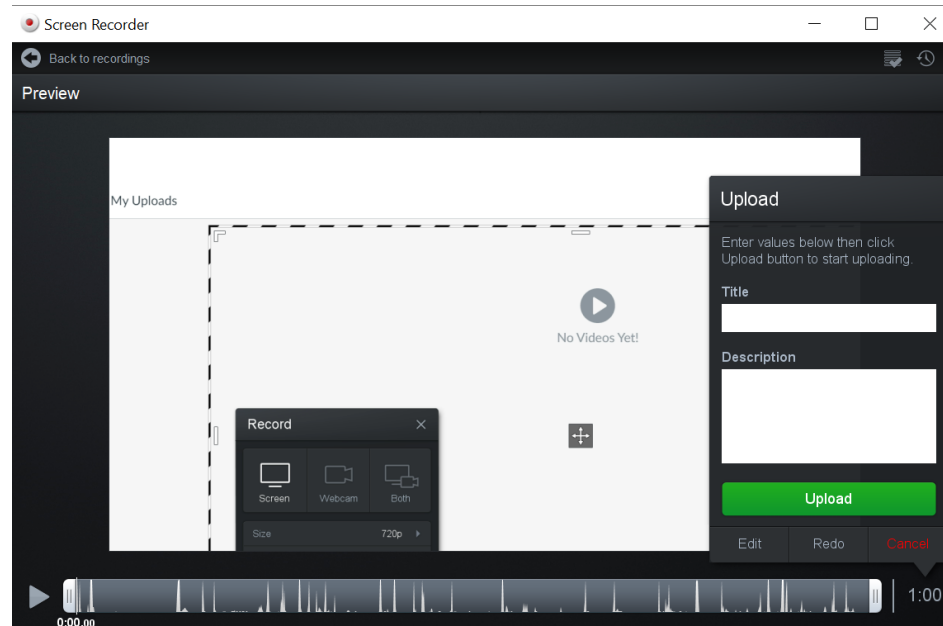 Screen Recorder
Back to recordings
Preview
My Uploads
No Videos Yet!
Record
Screen
Webcam
Both
Size
720p
Upload
Enter values below then click
Upload button to start uploading.
Title
Description
Upload
Edit
Redo
Cancel
0:00.00
1:00